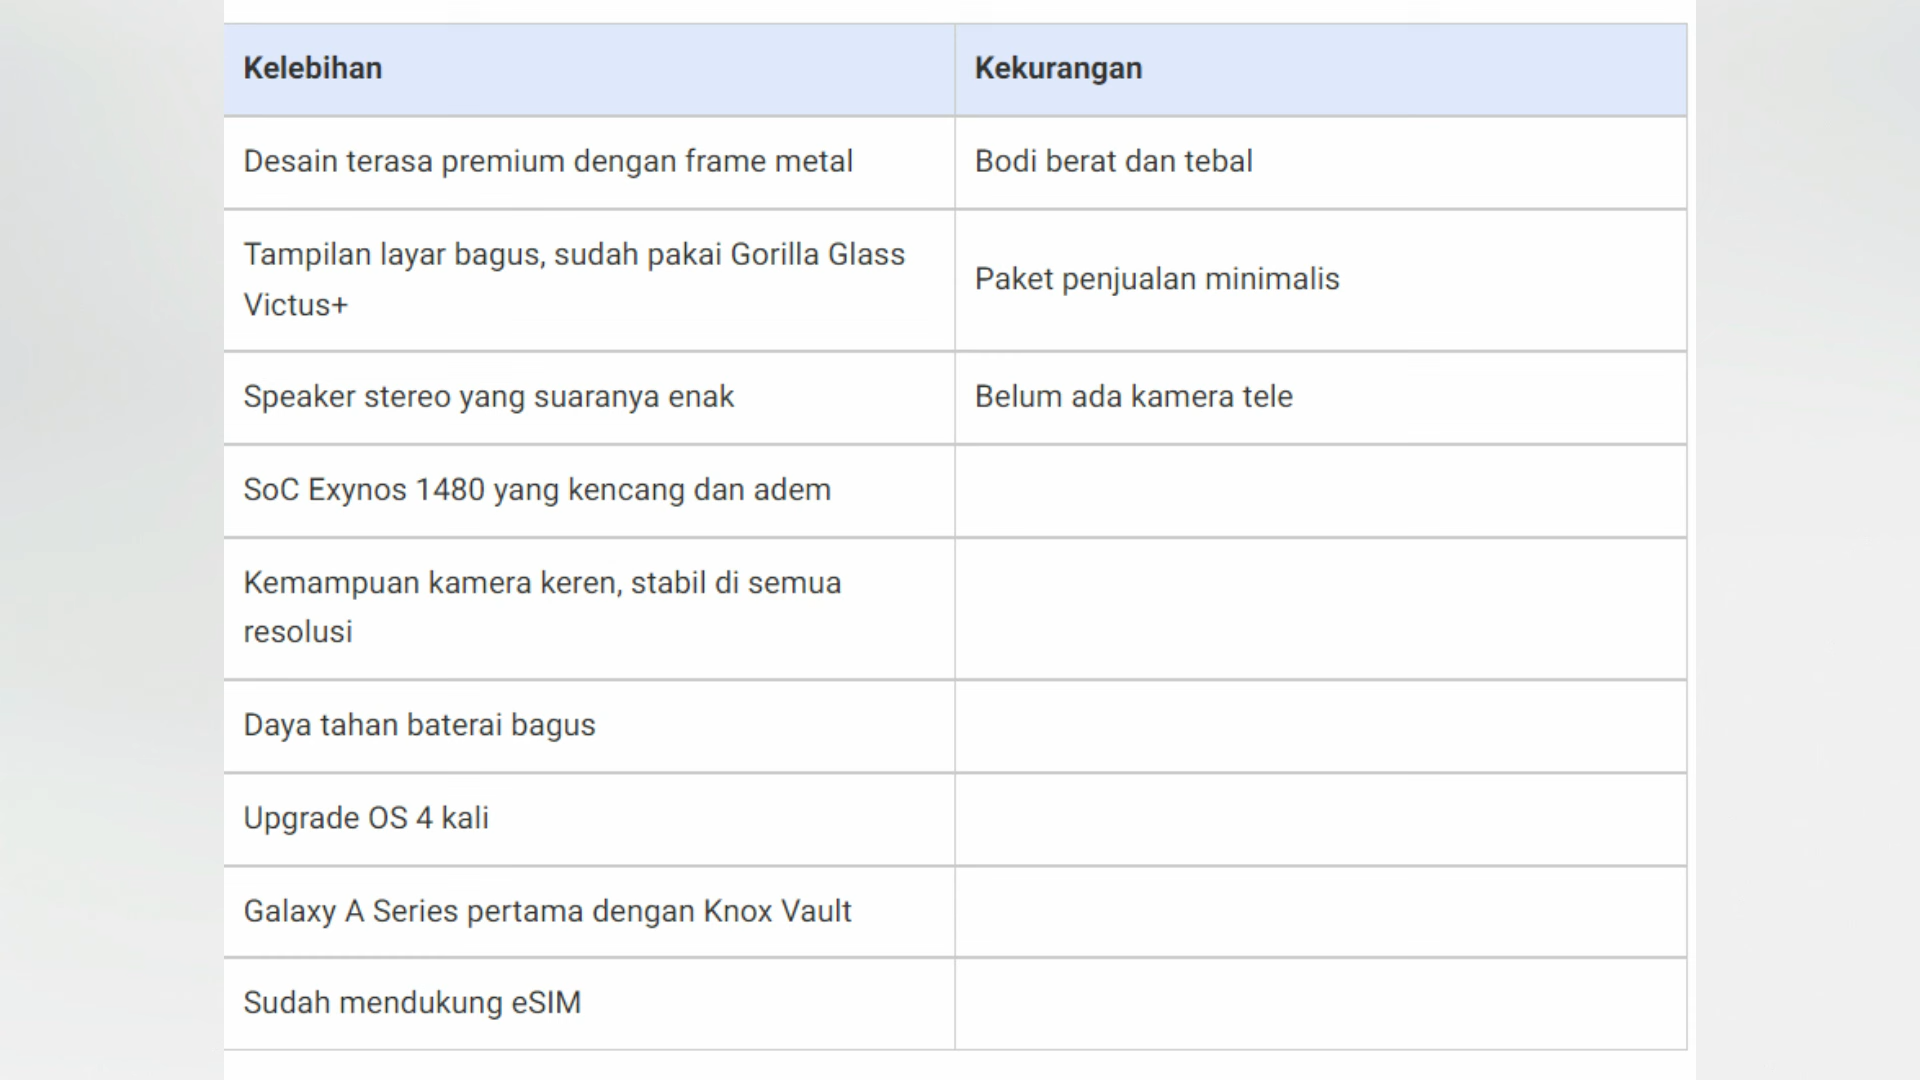 Kelebihan
Kekurangan
Desain terasa premium dengan frame metal
Bodi berat dan tebal
Tampilan layar bagus, sudah pakai Gorilla Glass
Victus+
Paket penjualan minimalis
Speaker stereo yang suaranya enak
Belum ada kamera tele
SoC Exynos 1480 yang kencang dan adem
Kemampuan kamera keren, stabil di semua
resolusi
Daya tahan baterai bagus
Upgrade OS 4 kali
Galaxy A Series pertama dengan Knox Vault
Sudah mendukung eSIM